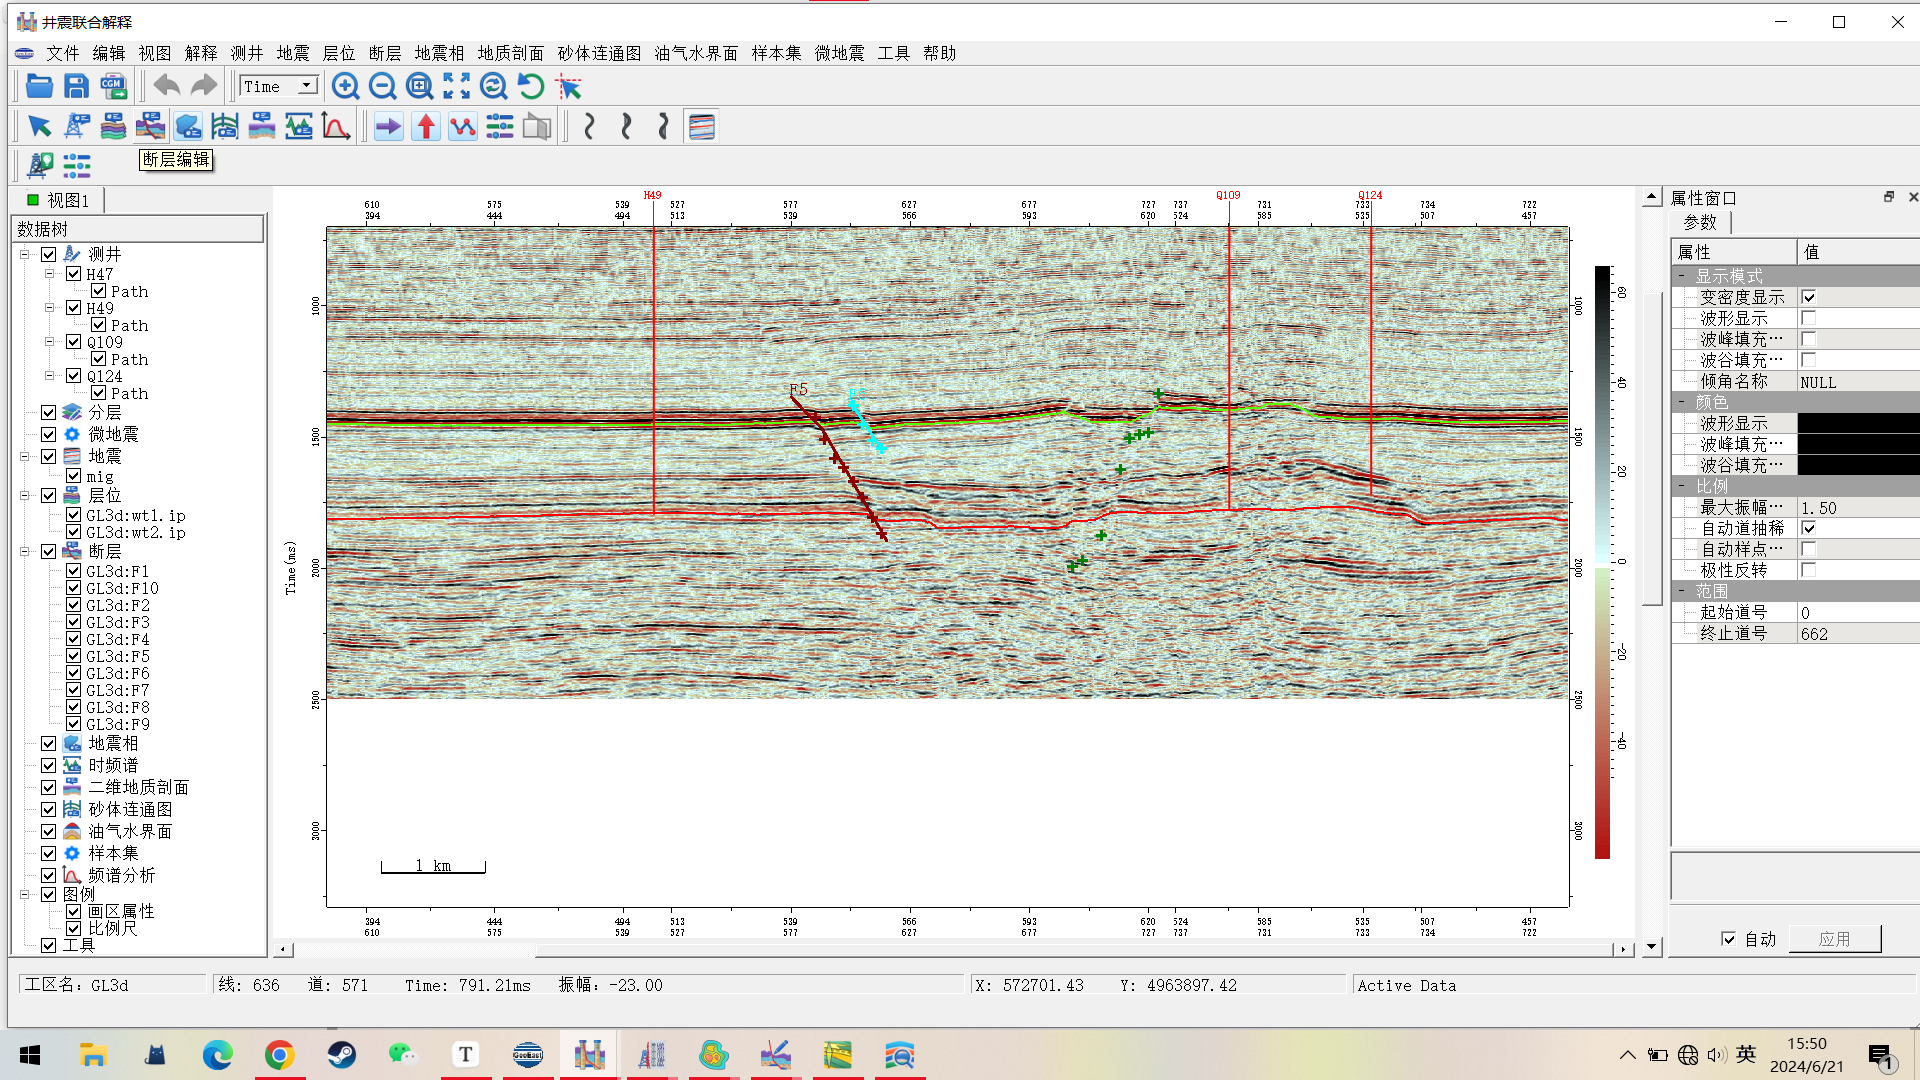 井震联合解释
文件 编辑 视图 解释 测井 地震 层位 断层 地震相 地质剖面 砂体连通图 油气水界面 样本集 微地震 工具 帮助
CGM
Time
断层编辑
视图1
数据树
测井
H47
Path
H49
Path
Q109
Path
Q124
Path
分层
微地震
地震
mig
层位
GL3d:wt1.ip
GL3d:wt2.ip
断层
GL3d:F1
GL3d:F10
GL3d:F2
GL3d:F3
GL3d:F4
GL3d:F5
GL3d:F6
GL3d:F7
GL3d:F8
GL3d:F9
地震相
时频谱
二维地质剖面
砂体连通图
油气水界面
样本集
频谱分析
图例
画区属性
比例尺
工具
H49 Q109 Q124
610 575 539 527 577 627 677 727 737 731 733 734 722
394 444 494 513 539 566 593 620 524 585 535 507 457
F5
Time(ms)
1000
1500
2000
2500
3000
1 km
1000
1500
2000
2500
3000
394 444 494 513 539 566 593 620 524 585 535 507 457
610 575 539 527 577 627 677 727 737 731 733 734 722
60
40
20
0
-20
-40
属性窗口
参数
属性 值
- 显示模式
变密度显示
波形显示
波峰填充…
波谷填充…
倾角名称 NULL
- 颜色
波形显示
波峰填充…
波谷填充…
- 比例
最大振幅… 1.50
自动道抽稀
自动样点…
极性反转
- 范围
起始道号 0
终止道号 662
自动 应用
工区名: GL3d 线: 636 道: 571 Time: 791.21ms 振幅: -23.00 X: 572701.43 Y: 4963897.42 Active Data
T
GeoEast
英
15:50
2024/6/21
1